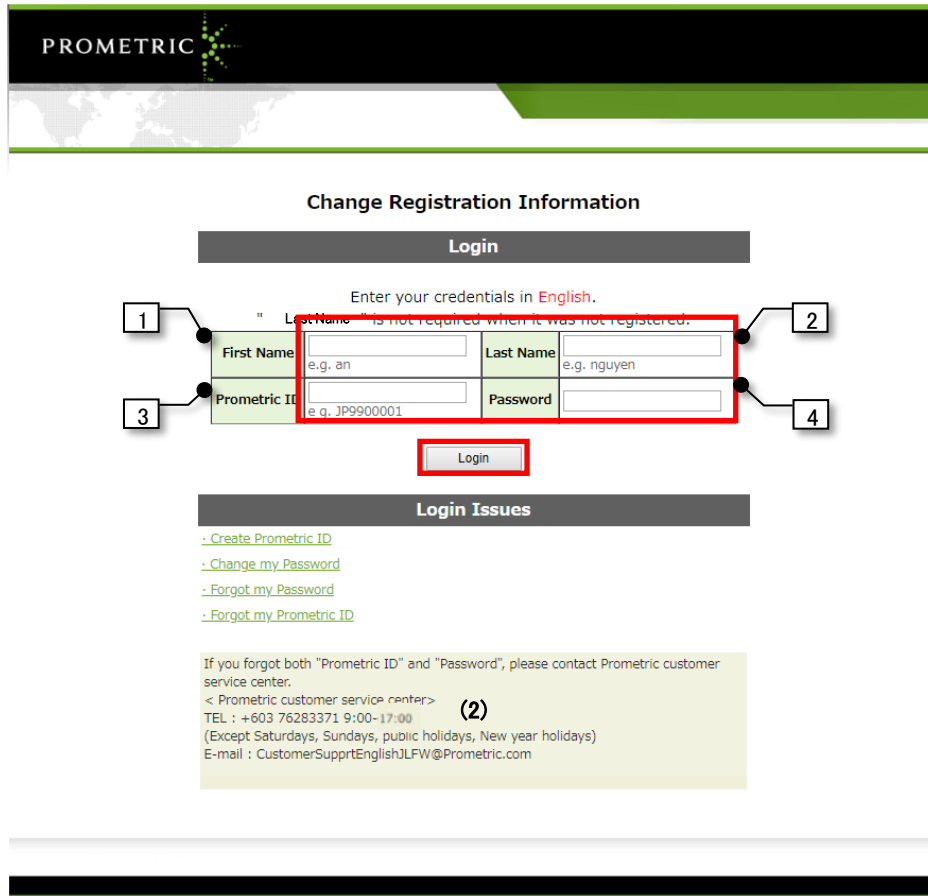 PROMETRIC
TM
Change Registration Information
Login
Enter your credentials in English.
" Last Name " is not required when it was not registered.
1
2
First Name
e.g. an
Last Name
e.g. nguyen
3
Prometric ID
e g. JP9900001
Password
4
Login
Login Issues
· Create Prometric ID
· Change my Password
· Forgot my Password
· Forgot my Prometric ID
If you forgot both "Prometric ID" and "Password", please contact Prometric customer
service center.
< Prometric customer service center>
TEL : +603 76283371 9:00-17:00
(2)
(Except Saturdays, Sundays, public holidays, New year holidays)
E-mail : CustomerSupprtEnglishJLFW@Prometric.com